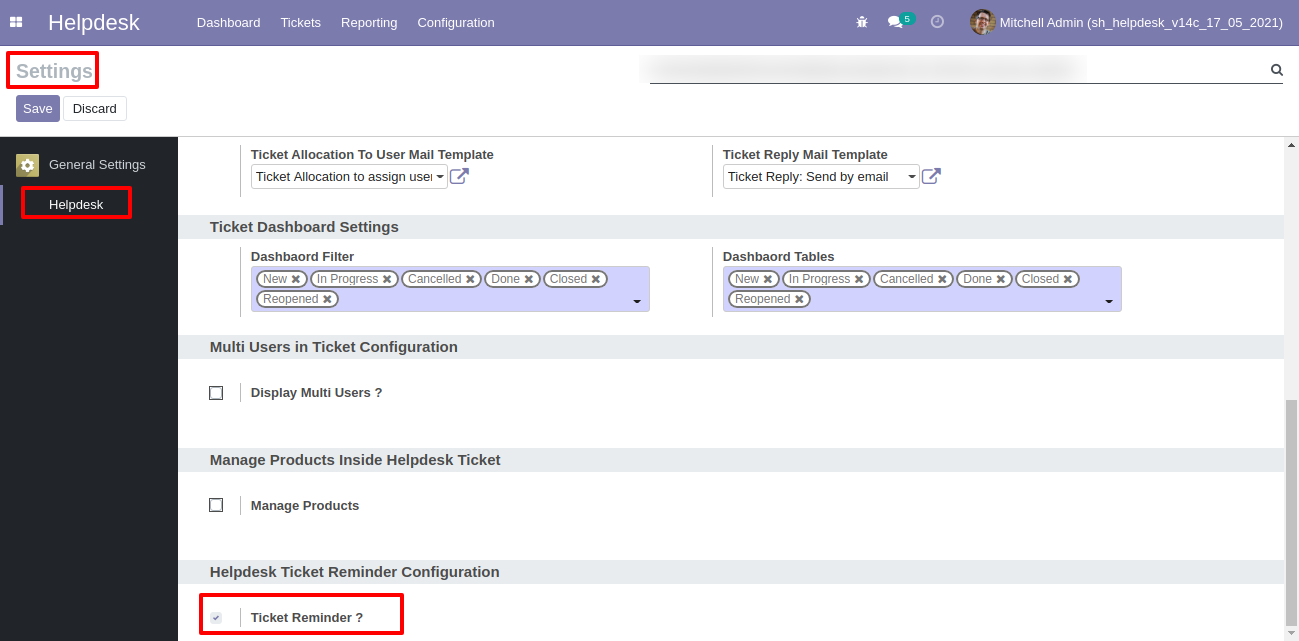 Helpdesk Dashboard Tickets Reporting Configuration 5 Mitchell Admin (sh_helpdesk_v14c_17_05_2021)
Settings
Save Discard
General Settings
Helpdesk
Ticket Allocation To User Mail Template Ticket Reply Mail Template
Ticket Allocation to assign user Ticket Reply: Send by email
Ticket Dashboard Settings
Dashbaord Filter Dashbaord Tables
New In Progress Cancelled Done Closed New In Progress Cancelled Done Closed
Reopened Reopened
Multi Users in Ticket Configuration
Display Multi Users ?
Manage Products Inside Helpdesk Ticket
Manage Products
Helpdesk Ticket Reminder Configuration
Ticket Reminder ?